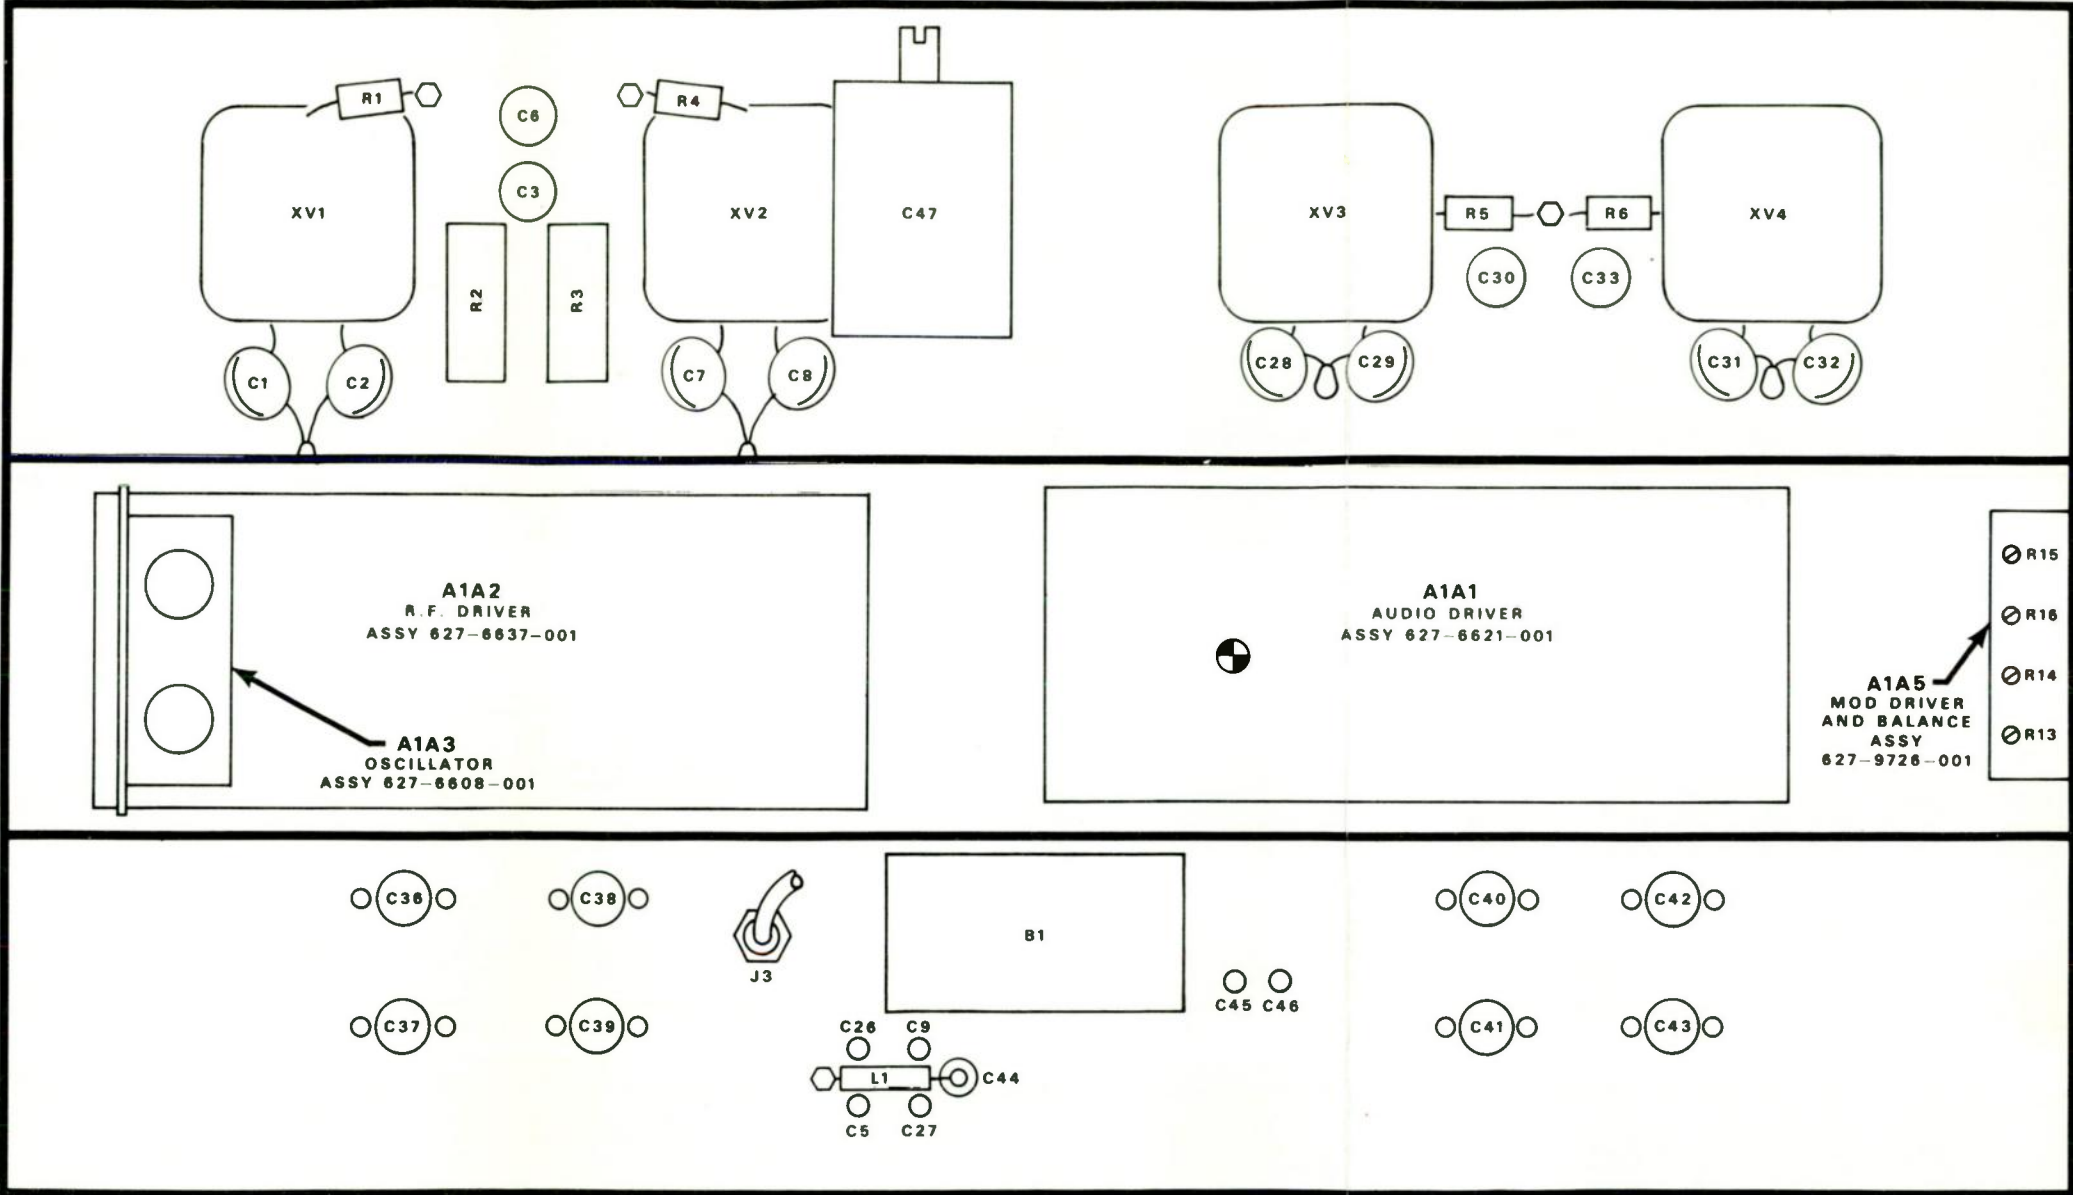 R1
C6
R4
C3
XV1
XV2
C47
XV3
R5
R6
XV4
C30
C33
R2
R3
C1
C2
C7
C8
C28
C29
C31
C32
A1A2
R.F. DRIVER
ASSY 627-6637-001
A1A3
OSCILLATOR
ASSY 627-6608-001
A1A1
AUDIO DRIVER
ASSY 627-6621-001
A1A5
MOD DRIVER
AND BALANCE
ASSY
627-9726-001
R15
R16
R14
R13
C36
C38
J3
B1
C40
C42
C45 C46
C37
C39
C26 C9
C41
C43
L1
C44
C5
C27